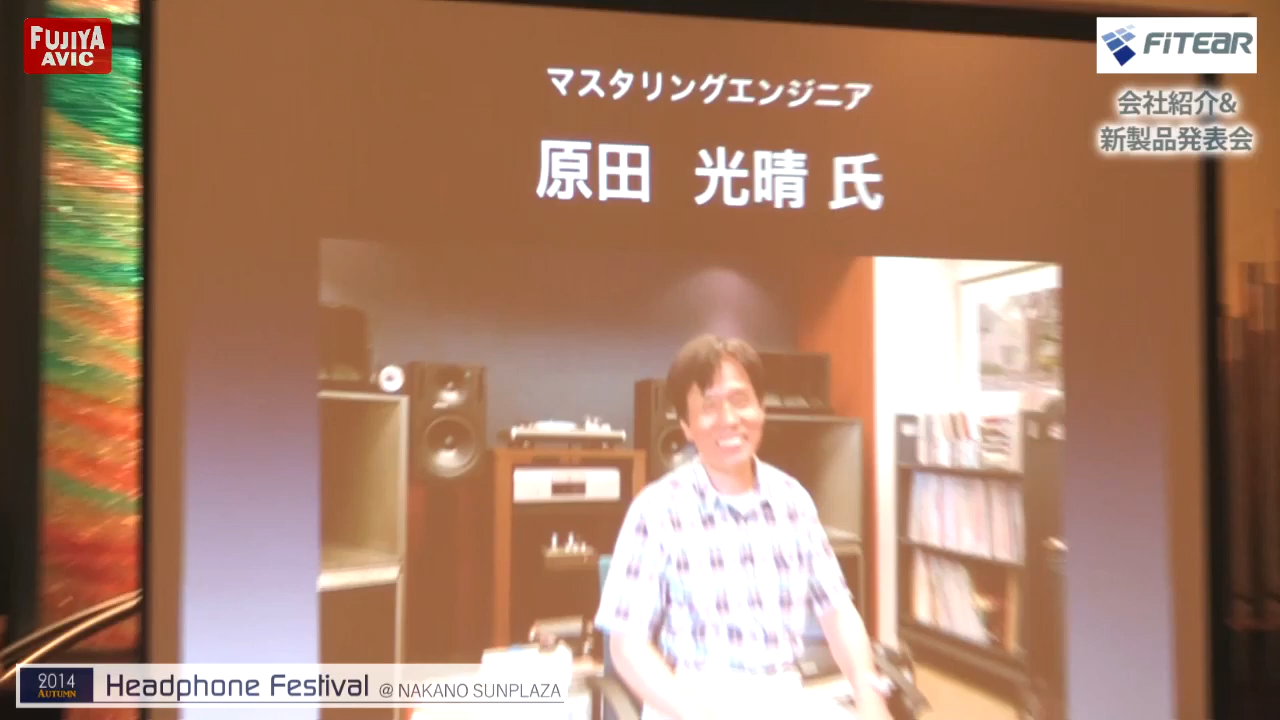 FUJIYA
AVIC
FiTEAR
会社紹介&
新製品発表会
マスタリングエンジニア
原田 光晴 氏
2014
AUTUMN
Headphone Festival @ NAKANO SUNPLAZA